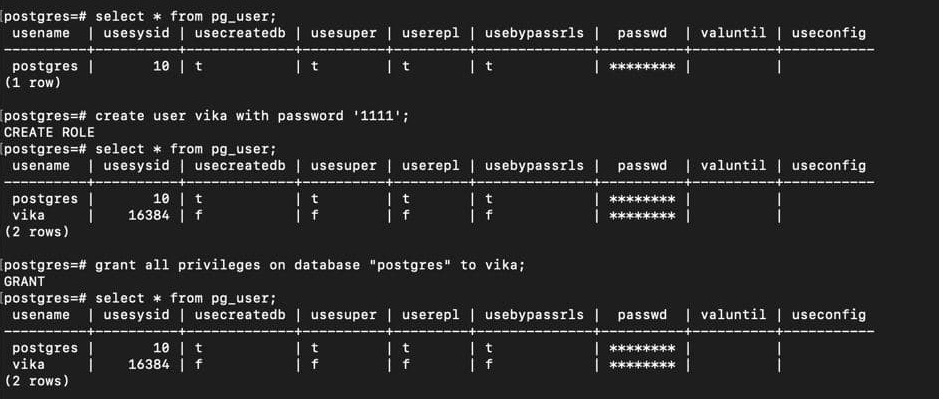 [postgres=# select * from pg_user;
 usename  | usesysid | usecreatedb | usesuper | userepl | usebypassrls |  passwd  | valuntil | useconfig
----------+----------+-------------+----------+---------+--------------+----------+----------+-----------
 postgres |       10 | t           | t        | t       | t            | ******** |          |
(1 row)

[postgres=# create user vika with password '1111';
CREATE ROLE
[postgres=# select * from pg_user;
 usename  | usesysid | usecreatedb | usesuper | userepl | usebypassrls |  passwd  | valuntil | useconfig
----------+----------+-------------+----------+---------+--------------+----------+----------+-----------
 postgres |       10 | t           | t        | t       | t            | ******** |          |
 vika     |    16384 | f           | f        | f       | f            | ******** |          |
(2 rows)

[postgres=# grant all privileges on database "postgres" to vika;
GRANT
[postgres=# select * from pg_user;
 usename  | usesysid | usecreatedb | usesuper | userepl | usebypassrls |  passwd  | valuntil | useconfig
----------+----------+-------------+----------+---------+--------------+----------+----------+-----------
 postgres |       10 | t           | t        | t       | t            | ******** |          |
 vika     |    16384 | f           | f        | f       | f            | ******** |          |
(2 rows)